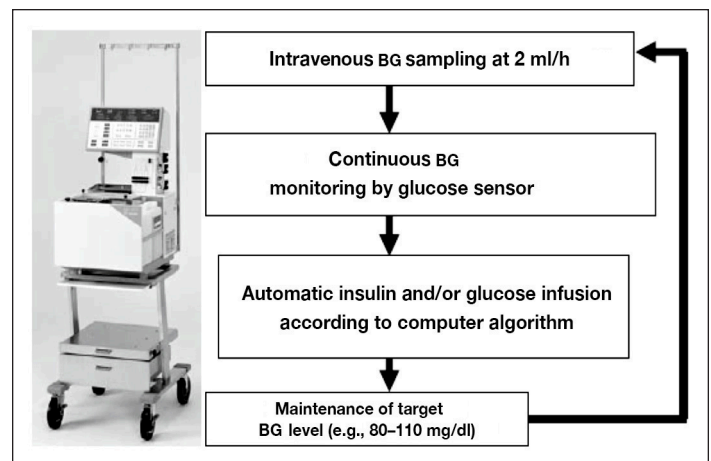 Intravenous BG sampling at 2 ml/h
Continuous BG
monitoring by glucose sensor
Automatic insulin and/or glucose infusion
according to computer algorithm
Maintenance of target
BG level (e.g., 80–110 mg/dl)